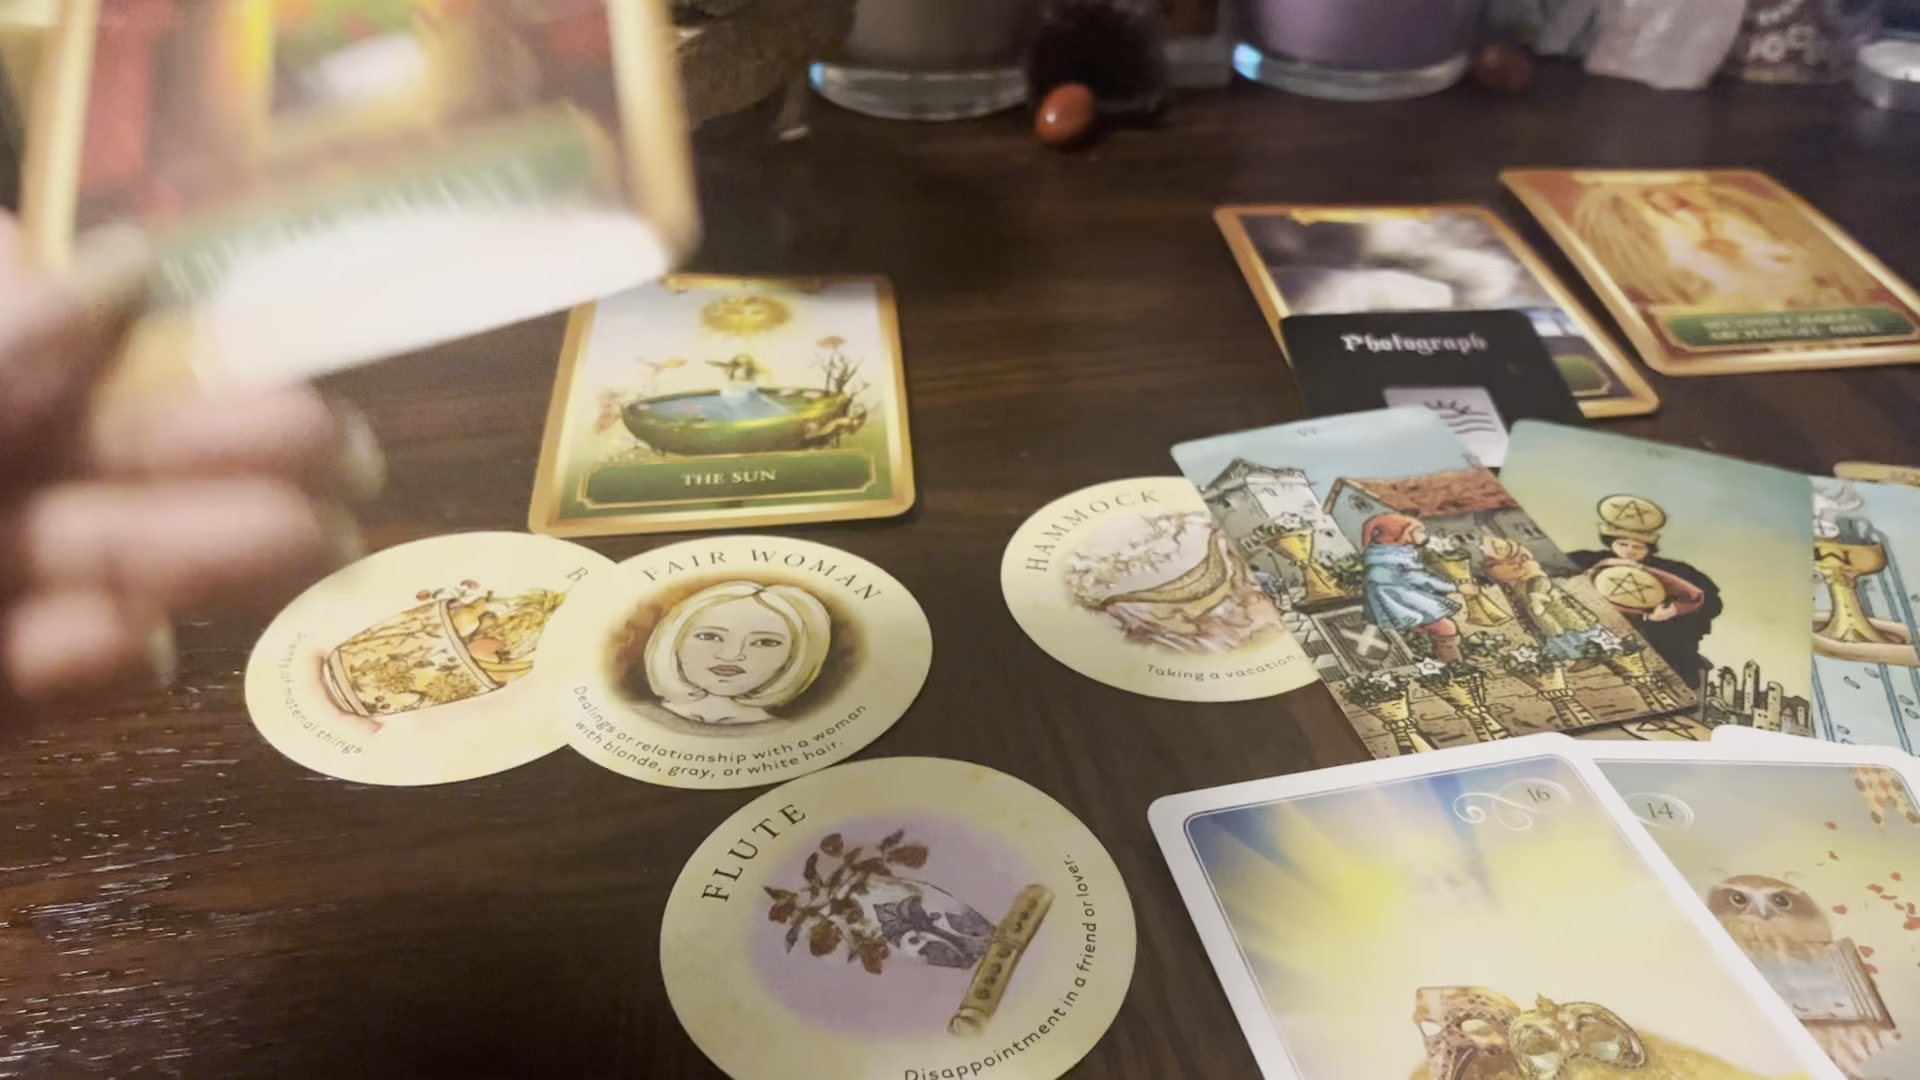 Photograph
THE SUN
HAMMOCK
Taking a vacation.
B
Plenty of material things.
FAIR WOMAN
Dealings or relationship with a woman
with blonde, gray, or white hair.
FLUTE
Disappointment in a friend or lover.
16
14